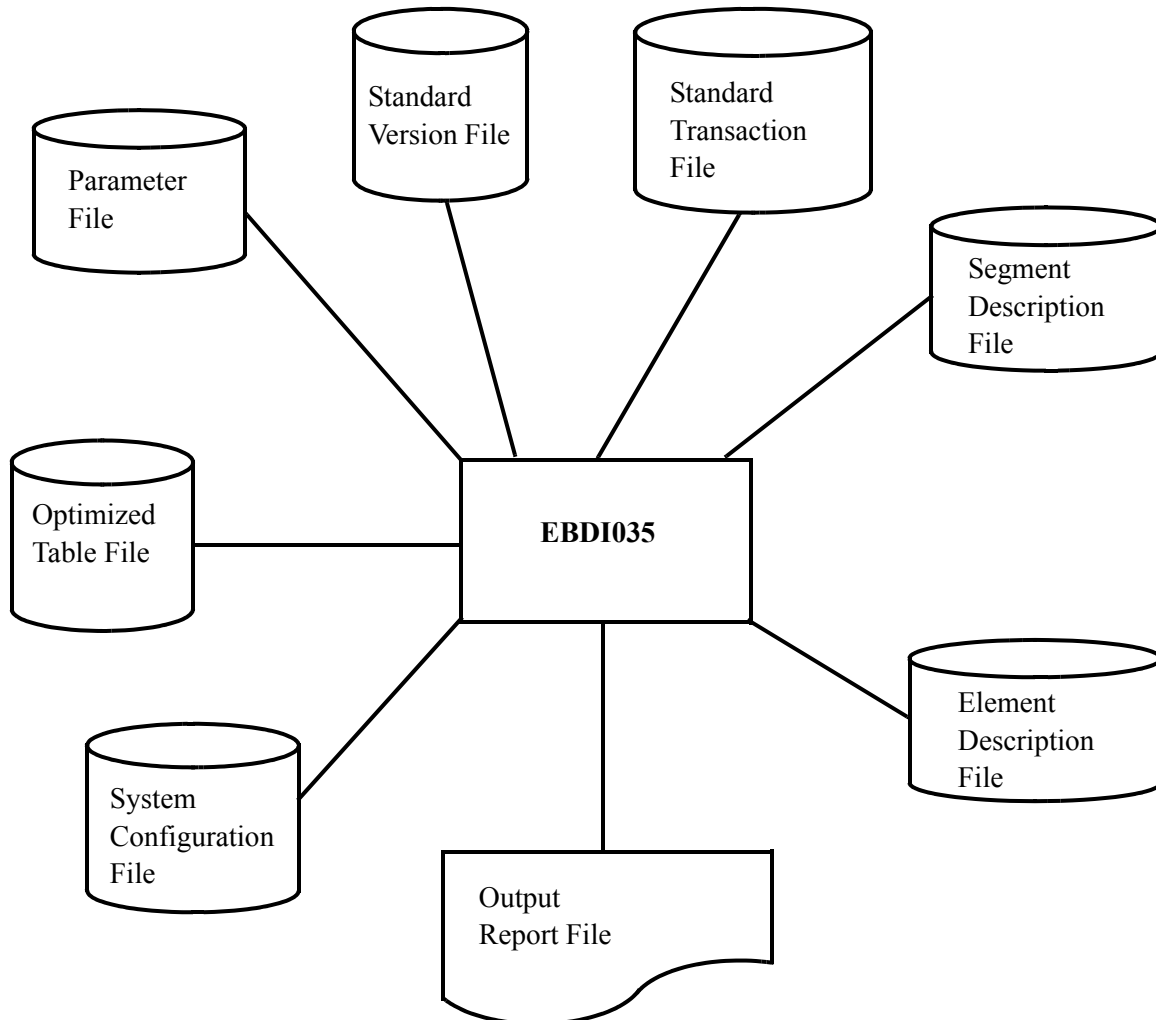 Standard
Version File
Standard
Transaction
File
Parameter
File
Segment
Description
File
Optimized
Table File
EBDI035
Element
Description
File
System
Configuration
File
Output
Report File